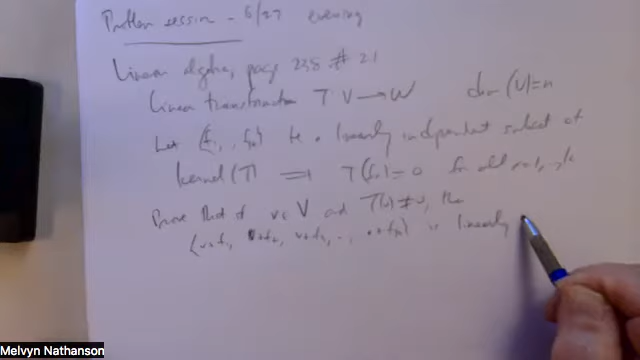 Problem session - 6/27 evening
Linear algebra, page 238 # 21
Linear transformation T: V → W dim (V) = n
Let {f₁, ..., fₖ} be a linearly independent subset of
kernel (T) ⟹ T(fᵢ) = 0 for all
Prove that if v ∈ V and T(v) ≠ 0, then
{v+f₁, v+f₂, v+f₃, ..., v+fₖ} is linearly
Melvyn Nathanson